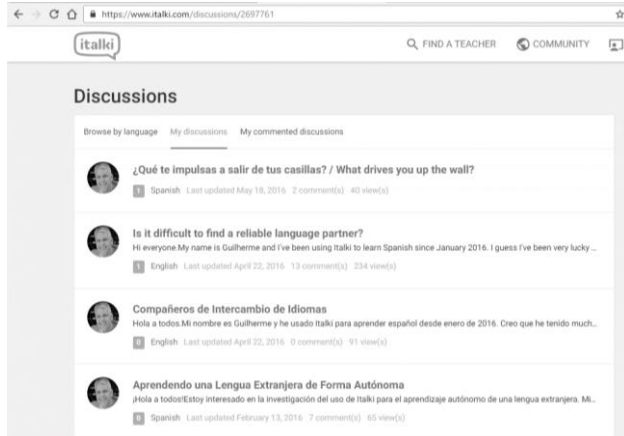 https://www.italki.com/discussions/2697761
italki
FIND A TEACHER
COMMUNITY
Discussions
Browse by language My discussions My commented discussions
¿Qué te impulsas a salir de tus casillas? / What drives you up the wall?
1 Spanish Last updated May 18, 2016 2 comment(s) 40 view(s)
Is it difficult to find a reliable language partner?
Hi everyone.My name is Guilherme and I've been using Italki to learn Spanish since January 2016. I guess I've been very lucky ...
1 English Last updated April 22, 2016 13 comment(s) 234 view(s)
Compañeros de Intercambio de Idiomas
Hola a todos.Mi nombre es Guilherme y he usado Italki para aprender español desde enero de 2016. Creo que he tenido much...
0 English Last updated April 22, 2016 0 comment(s) 91 view(s)
Aprendendo una Lengua Extranjera de Forma Autónoma
¡Hola a todos!Estoy interesado en la investigación del uso de Italki para el aprendizaje autónomo de una lengua extranjera. Mi...
0 Spanish Last updated February 13, 2016 7 comment(s) 65 view(s)